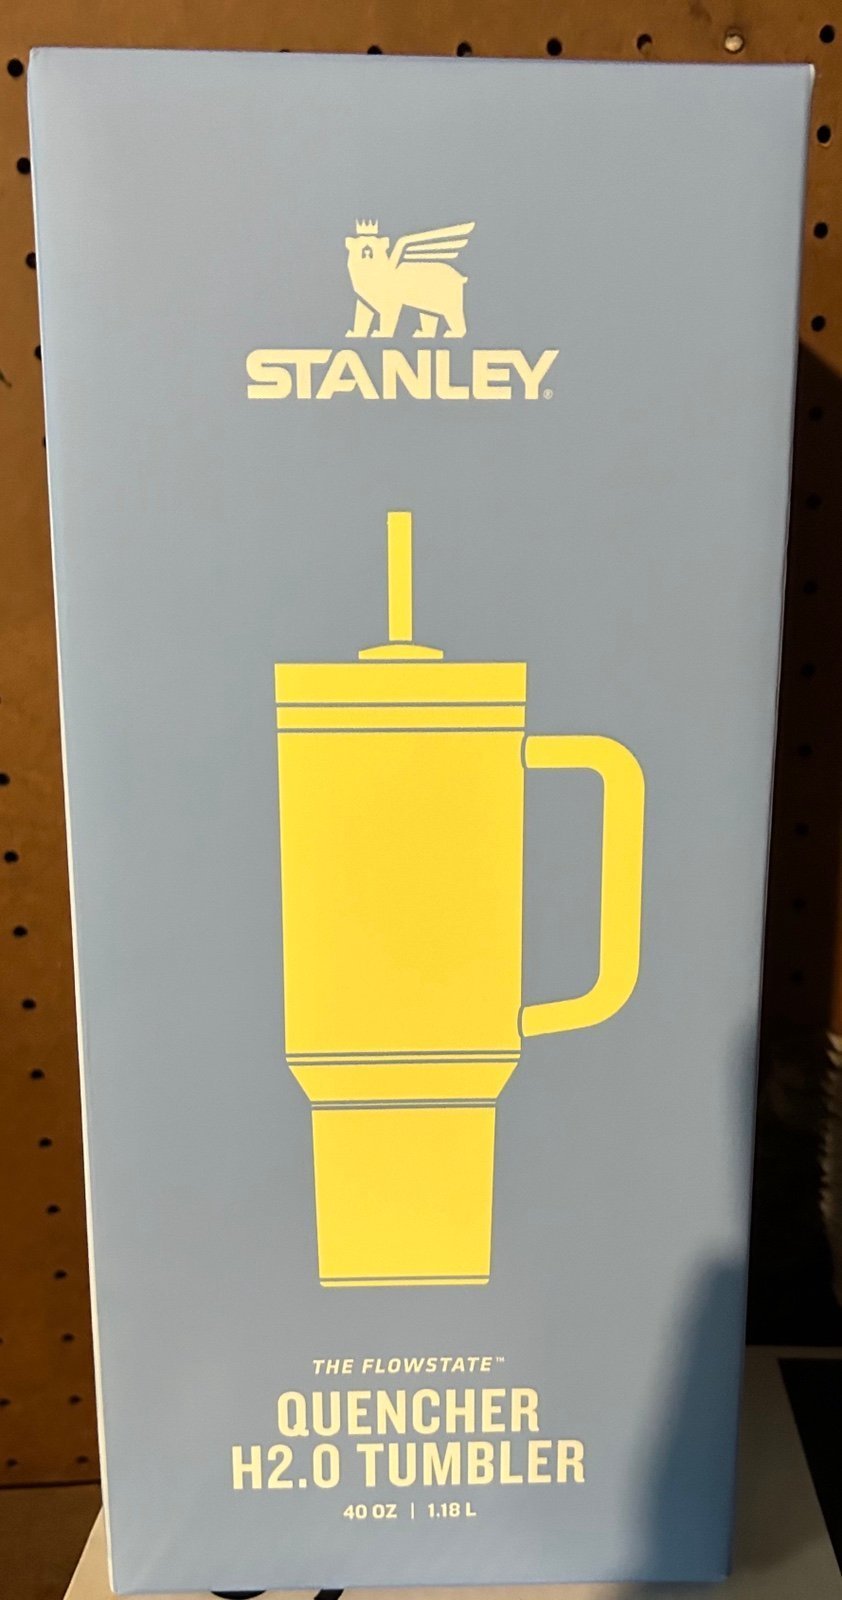 STANLEY®
THE FLOWSTATE™
QUENCHER
H2.0 TUMBLER
40 OZ | 1.18 L